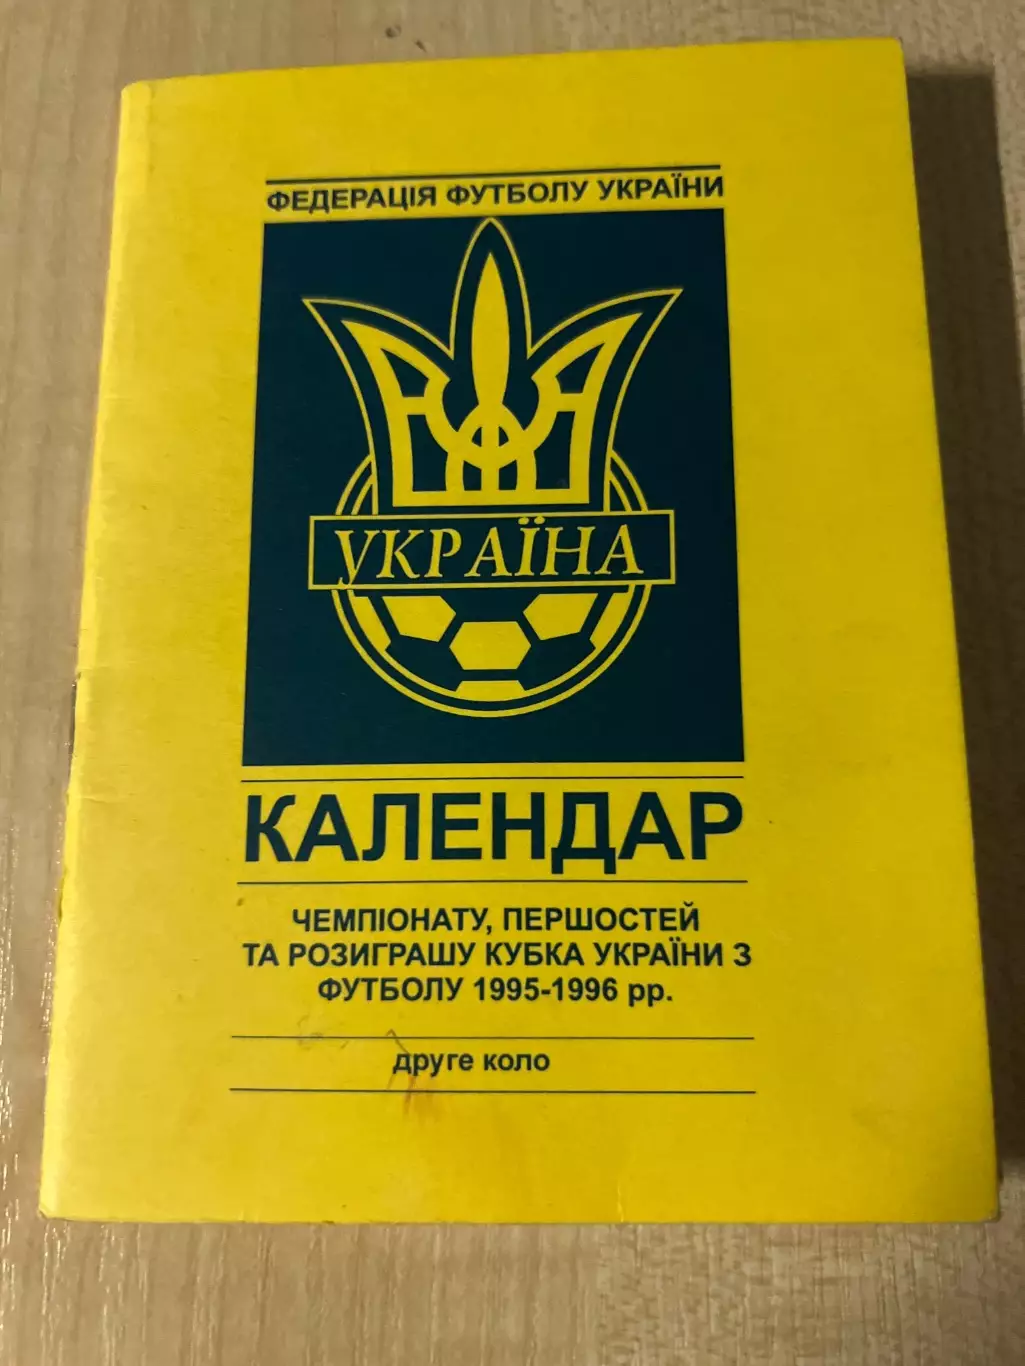 ФЕДЕРАЦІЯ ФУТБОЛУ УКРАЇНИ
УКРАЇНА
КАЛЕНДАР
ЧЕМПІОНАТУ, ПЕРШОСТЕЙ
ТА РОЗИГРАШУ КУБКА УКРАЇНИ З
ФУТБОЛУ 1995-1996 рр.
друге коло